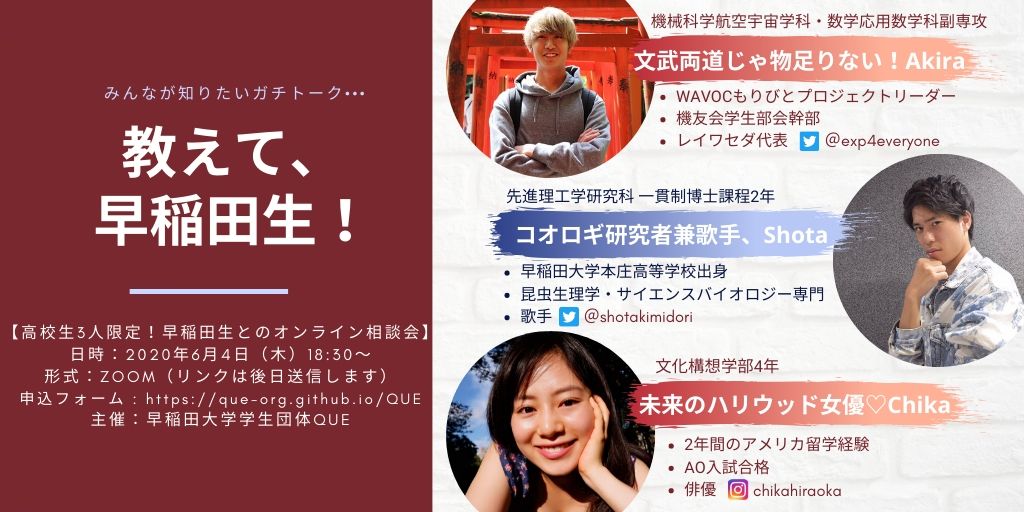 みんなが知りたいガチトーク•••
教えて、
早稲田生！
【高校生3人限定！早稲田生とのオンライン相談会】
日時：2020年6月4日（木）18:30〜
形式：ZOOM（リンクは後日送信します）
申込フォーム：https://que-org.github.io/QUE
主催：早稲田大学学生団体QUE
機械科学航空宇宙学科・数学応用数学科副専攻
文武両道じゃ物足りない！Akira
• WAVOCもりびとプロジェクトリーダー
• 機友会学生部会幹部
• レイワセダ代表 @exp4everyone
先進理工学研究科 一貫制博士課程2年
コオロギ研究者兼歌手、Shota
• 早稲田大学本庄高等学校出身
• 昆虫生理学・サイエンスバイオロジー専門
• 歌手 @shotakimidori
文化構想学部4年
未来のハリウッド女優♡Chika
• 2年間のアメリカ留学経験
• AO入試合格
• 俳優 chikahiraoka